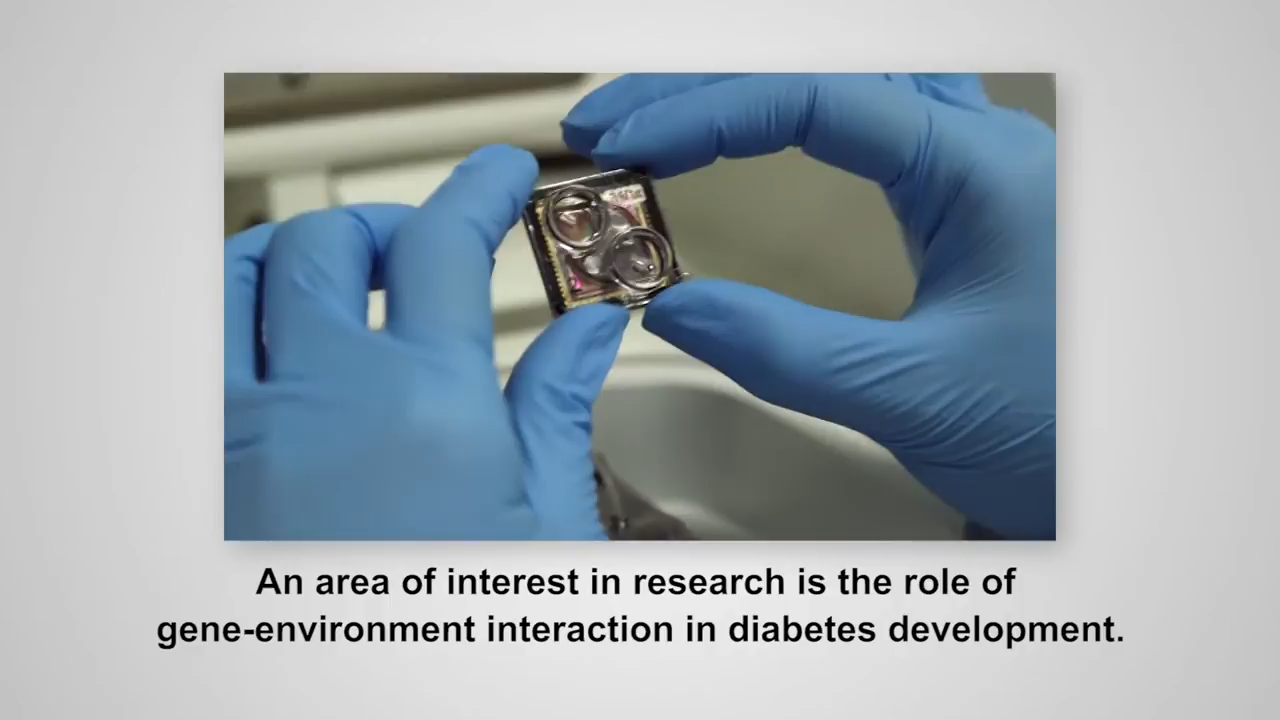 An area of interest in research is the role of
gene-environment interaction in diabetes development.